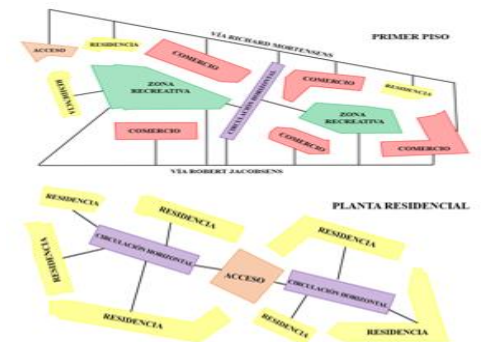 VÍA RICHARD MORTENSENS
PRIMER PISO
ACCESO
RESIDENCIA
COMERCIO
RESIDENCIA
ZONA
RECREATIVA
CIRCULACIÓN HORIZONTAL
COMERCIO
RESIDENCIA
ZONA
RECREATIVA
COMERCIO
COMERCIO
COMERCIO
VÍA ROBERT JACOBSENS
PLANTA RESIDENCIAL
RESIDENCIA
RESIDENCIA
RESIDENCIA
CIRCULACIÓN HORIZONTAL
RESIDENCIA
ACCESO
CIRCULACIÓN HORIZONTAL
RESIDENCIA
RESIDENCIA
RESIDENCIA